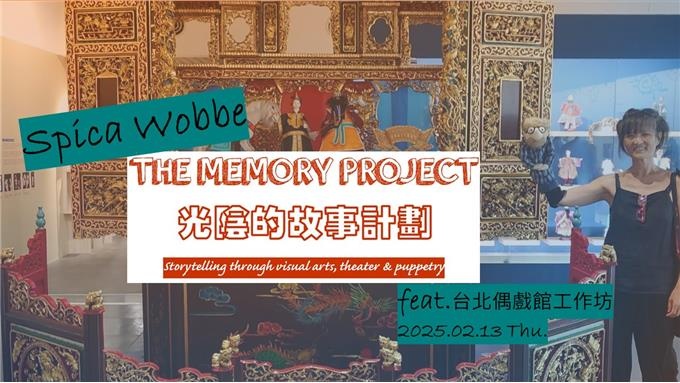 Spica Wobbe
THE MEMORY PROJECT
光陰的故事計劃
Storytelling through visual arts, theater & puppetry
feat.台北偶戲館工作坊
2025.02.13 Thu.